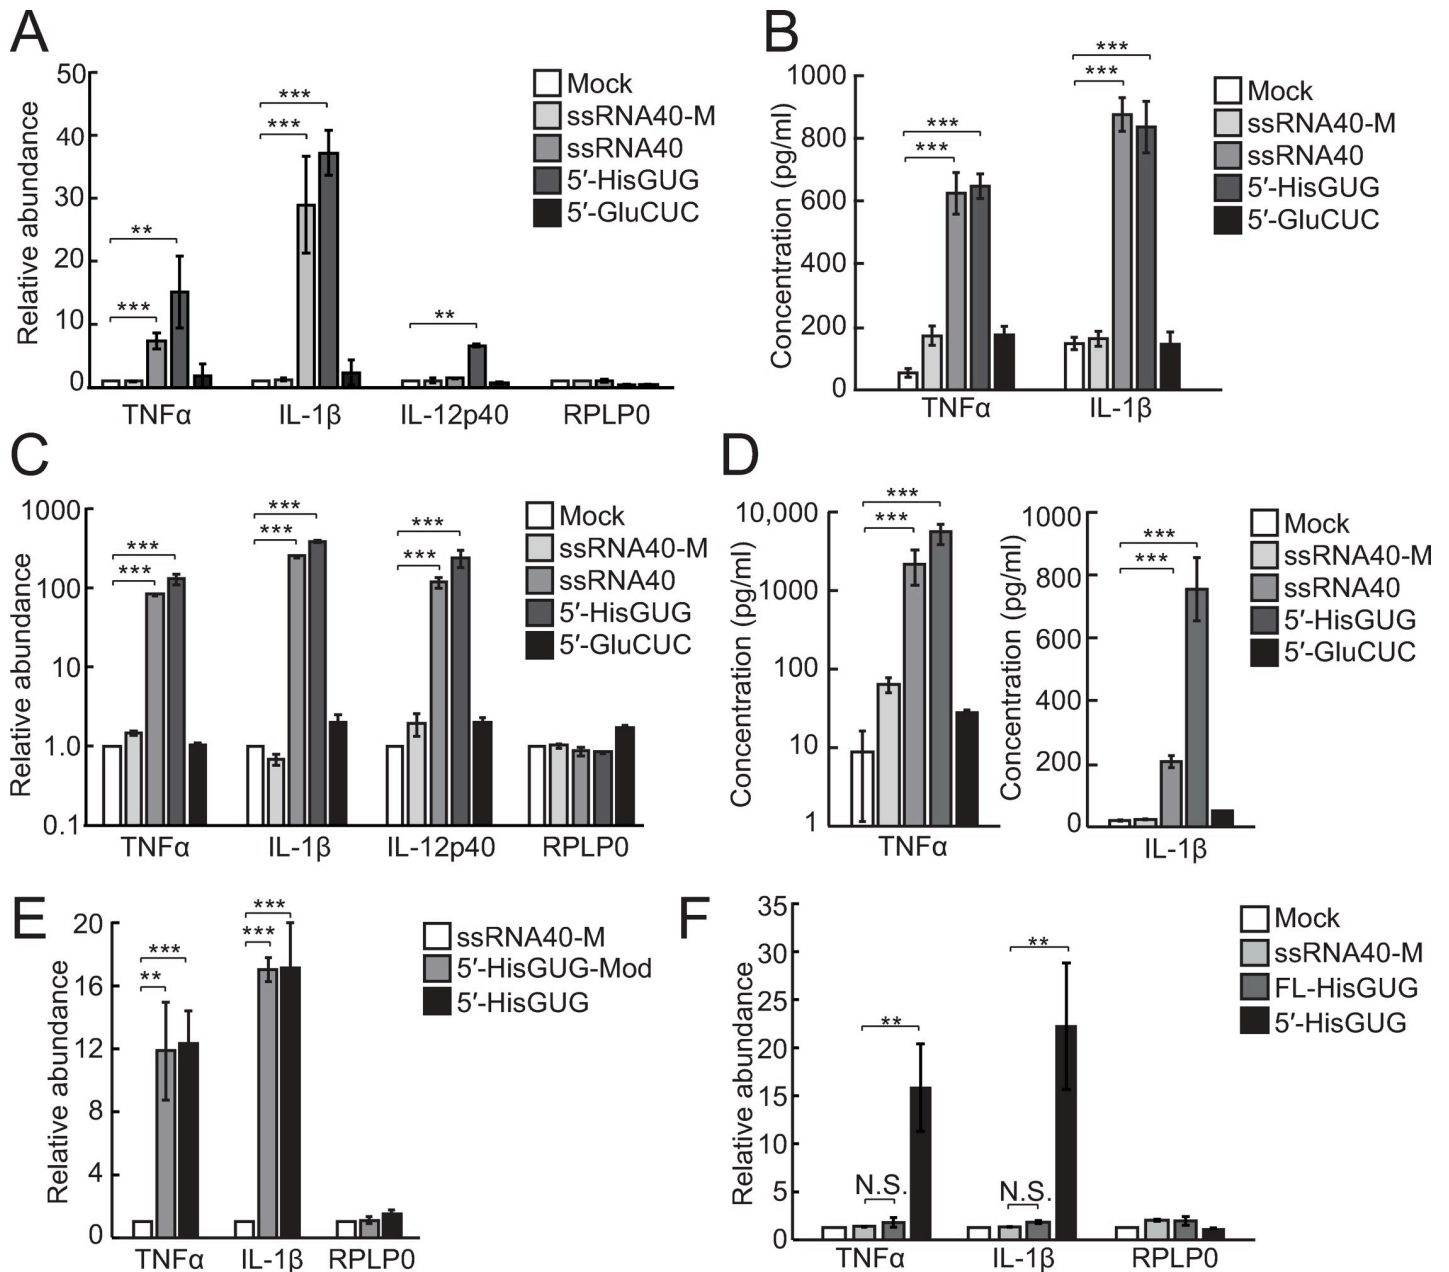 A
Relative abundance
50
40
30
20
10
0
***
**
***
***
**
TNFα
IL-1β
IL-12p40
RPLP0
Mock
ssRNA40-M
ssRNA40
5′-HisGUG
5′-GluCUC
B
Concentration (pg/ml)
1000
800
600
400
200
0
***
***
***
***
TNFα
IL-1β
Mock
ssRNA40-M
ssRNA40
5′-HisGUG
5′-GluCUC
C
Relative abundance
1000
100
10
1.0
0.1
***
***
***
***
***
***
TNFα
IL-1β
IL-12p40
RPLP0
Mock
ssRNA40-M
ssRNA40
5′-HisGUG
5′-GluCUC
D
Concentration (pg/ml)
10,000
1000
100
10
1
***
***
TNFα
Concentration (pg/ml)
1000
800
600
400
200
0
***
***
IL-1β
Mock
ssRNA40-M
ssRNA40
5′-HisGUG
5′-GluCUC
E
Relative abundance
20
16
12
8
4
0
***
**
***
***
TNFα
IL-1β
RPLP0
ssRNA40-M
5′-HisGUG-Mod
5′-HisGUG
F
Relative abundance
35
30
25
20
15
10
5
0
**
N.S.
**
N.S.
TNFα
IL-1β
RPLP0
Mock
ssRNA40-M
FL-HisGUG
5′-HisGUG